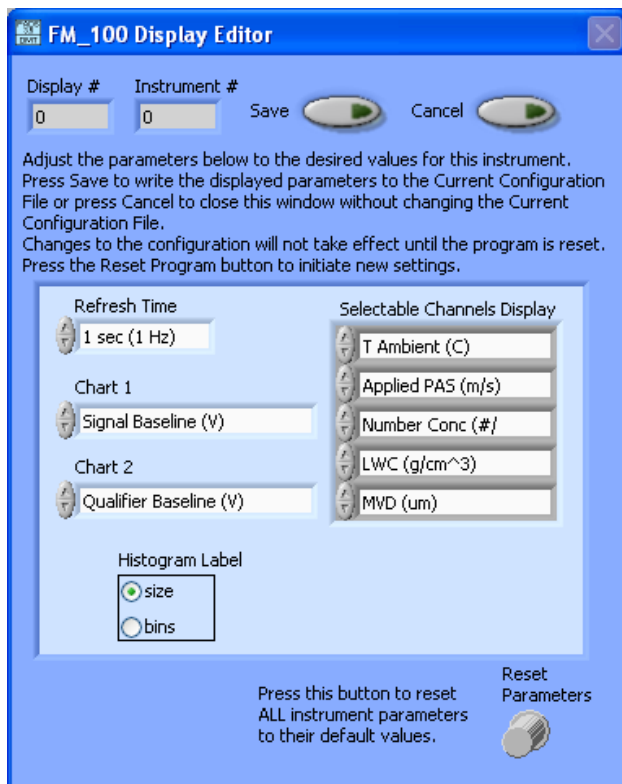 FM_100 Display Editor
Display #
Instrument #
0
0
Save
Cancel
Adjust the parameters below to the desired values for this instrument.
Press Save to write the displayed parameters to the Current Configuration
File or press Cancel to close this window without changing the Current
Configuration File.
Changes to the configuration will not take effect until the program is reset.
Press the Reset Program button to initiate new settings.
Refresh Time
1 sec (1 Hz)
Chart 1
Signal Baseline (V)
Chart 2
Qualifier Baseline (V)
Histogram Label
size
bins
Selectable Channels Display
T Ambient (C)
Applied PAS (m/s)
Number Conc (#/
LWC (g/cm^3)
MVD (um)
Press this button to reset
ALL instrument parameters
to their default values.
Reset
Parameters